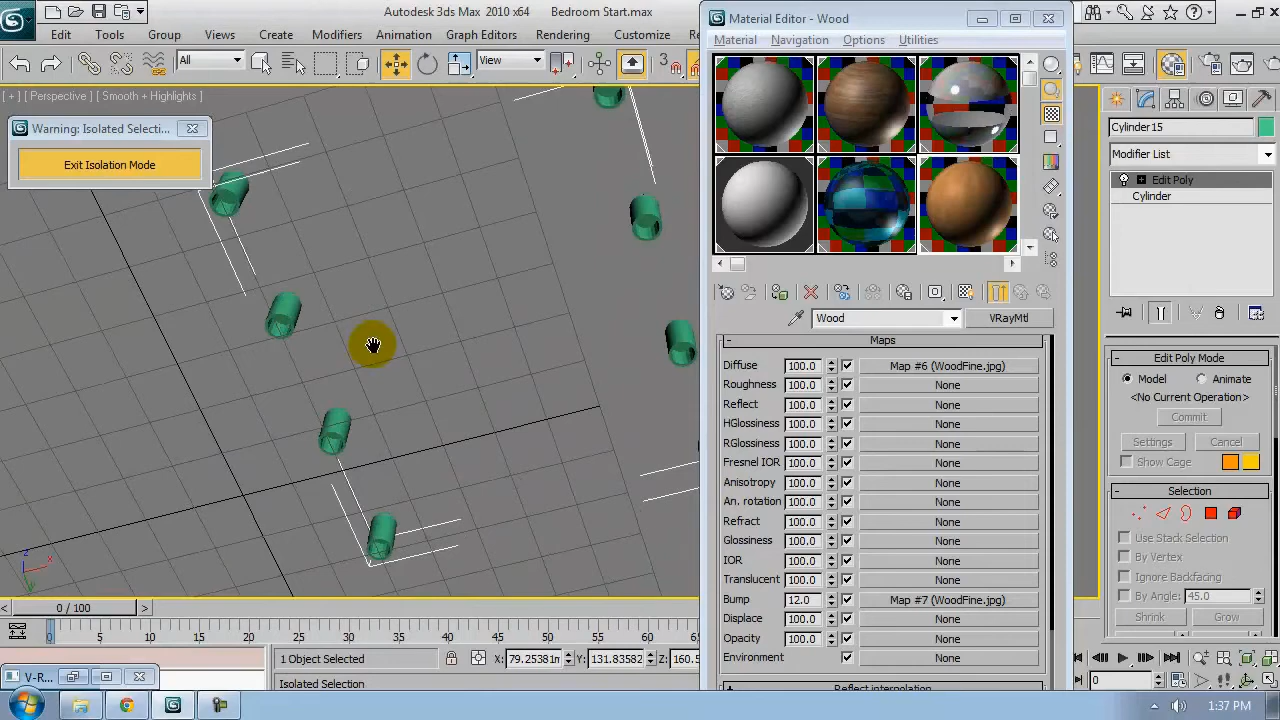 Autodesk 3ds Max 2010 x64 Bedroom Start.max
Edit Tools Group Views Create Modifiers Animation Graph Editors Rendering Customize
All
View
3
[ + ] [ Perspective ] [ Smooth + Highlights ]
Warning: Isolated Selecti...
Exit Isolation Mode
Material Editor - Wood
Material Navigation Options Utilities
Wood
VRayMtl
- Maps
Diffuse 100.0 Map #6 (WoodFine.jpg)
Roughness 100.0 None
Reflect 100.0 None
HGlossiness 100.0 None
RGlossiness 100.0 None
Fresnel IOR 100.0 None
Anisotropy 100.0 None
An. rotation 100.0 None
Refract 100.0 None
Glossiness 100.0 None
IOR 100.0 None
Translucent 100.0 None
Bump 12.0 Map #7 (WoodFine.jpg)
Displace 100.0 None
Opacity 100.0 None
Environment None
Reflect interpolation
Cylinder15
Modifier List
Edit Poly
Cylinder
- Edit Poly Mode
Model Animate
<No Current Operation>
Commit
Settings Cancel
Show Cage
- Selection
Use Stack Selection
By Vertex
Ignore Backfacing
By Angle: 45.0
Shrink Grow
z
x
< 0 / 100 >
0 5 10 15 20 25 30 35 40 45 50 55 60 65
1 Object Selected X: 79.25381m Y: 131.83582 Z: 160.5
Isolated Selection
V-R...
0
1:37 PM